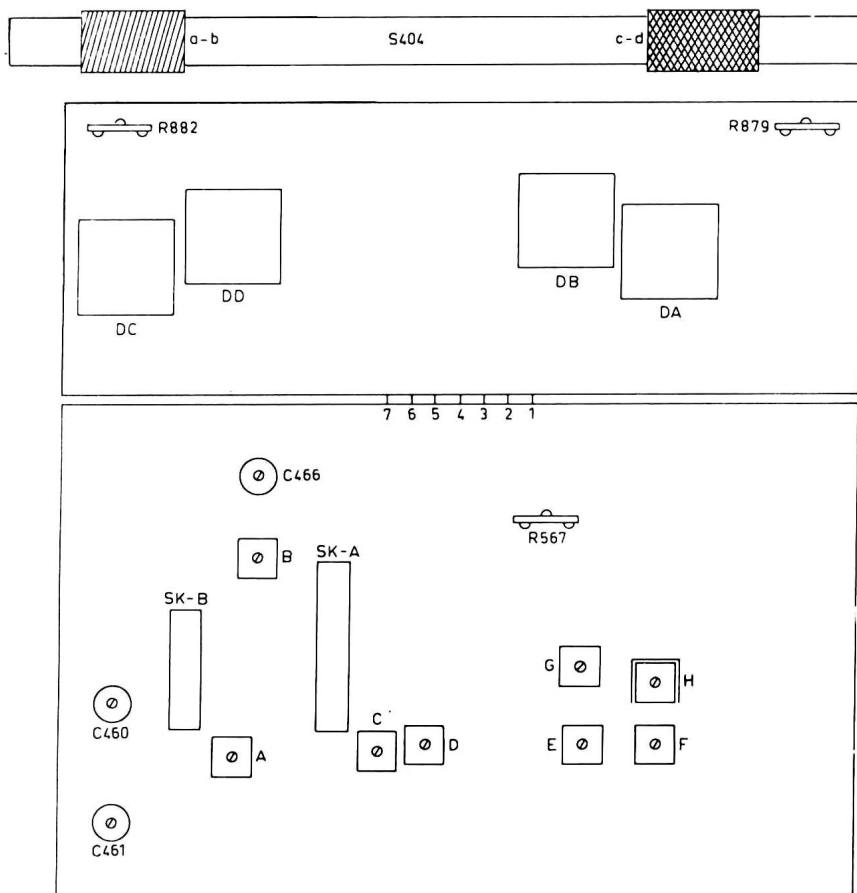 a-b S404 c-d
R882 R879
DC DD DB DA
7 6 5 4 3 2 1
C466
R567
B SK-A
SK-B
G H
C460 C
A D E F
C461